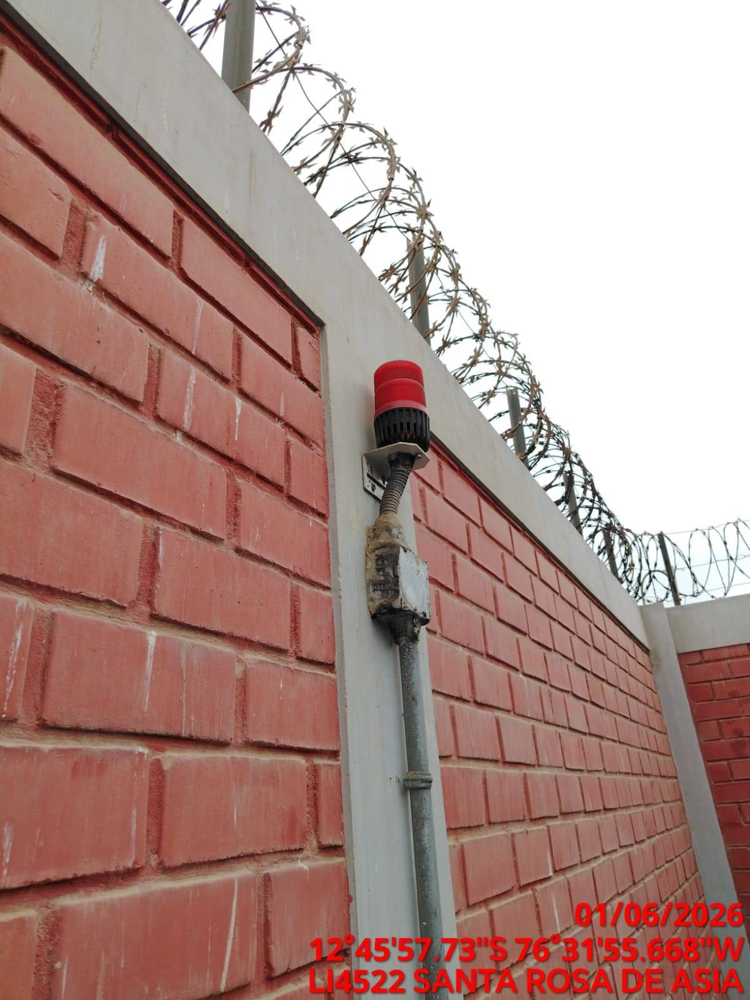 01/06/2026
12°45'57.73"S 76°31'55.668"W
LI4522 SANTA ROSA DE ASIA